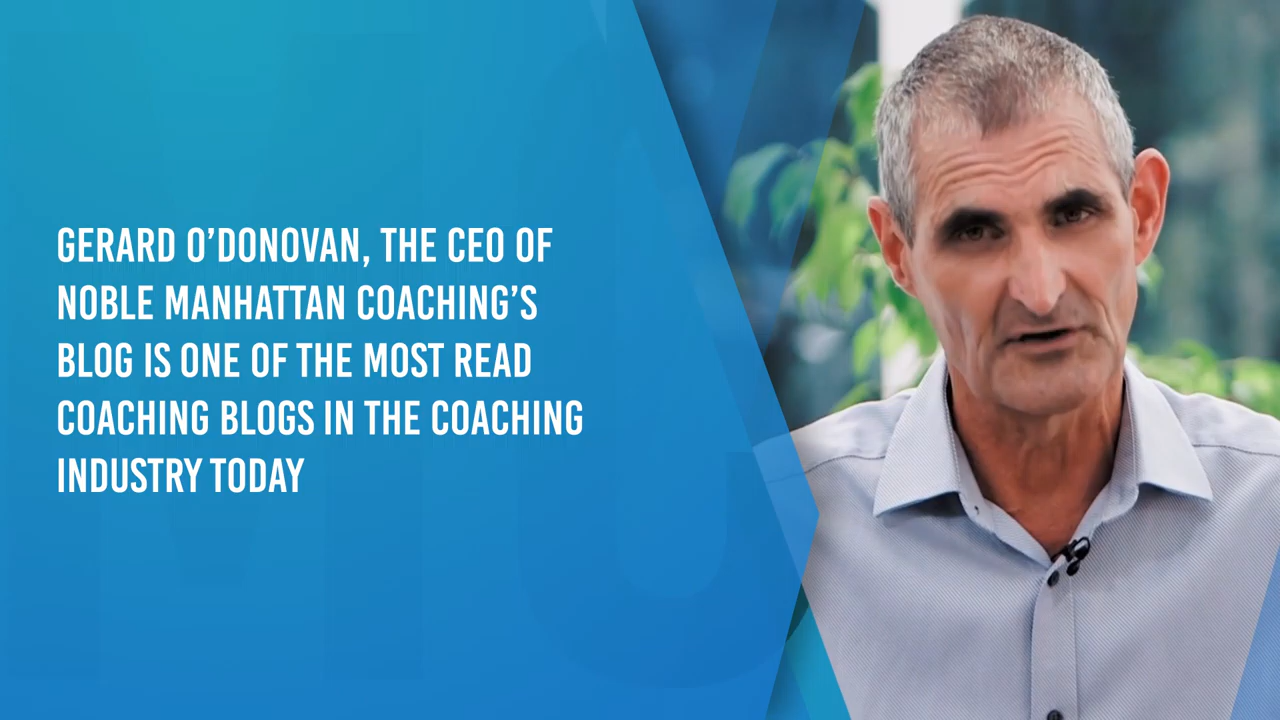 GERARD O’DONOVAN, THE CEO OF
NOBLE MANHATTAN COACHING’S
BLOG IS ONE OF THE MOST READ
COACHING BLOGS IN THE COACHING
INDUSTRY TODAY